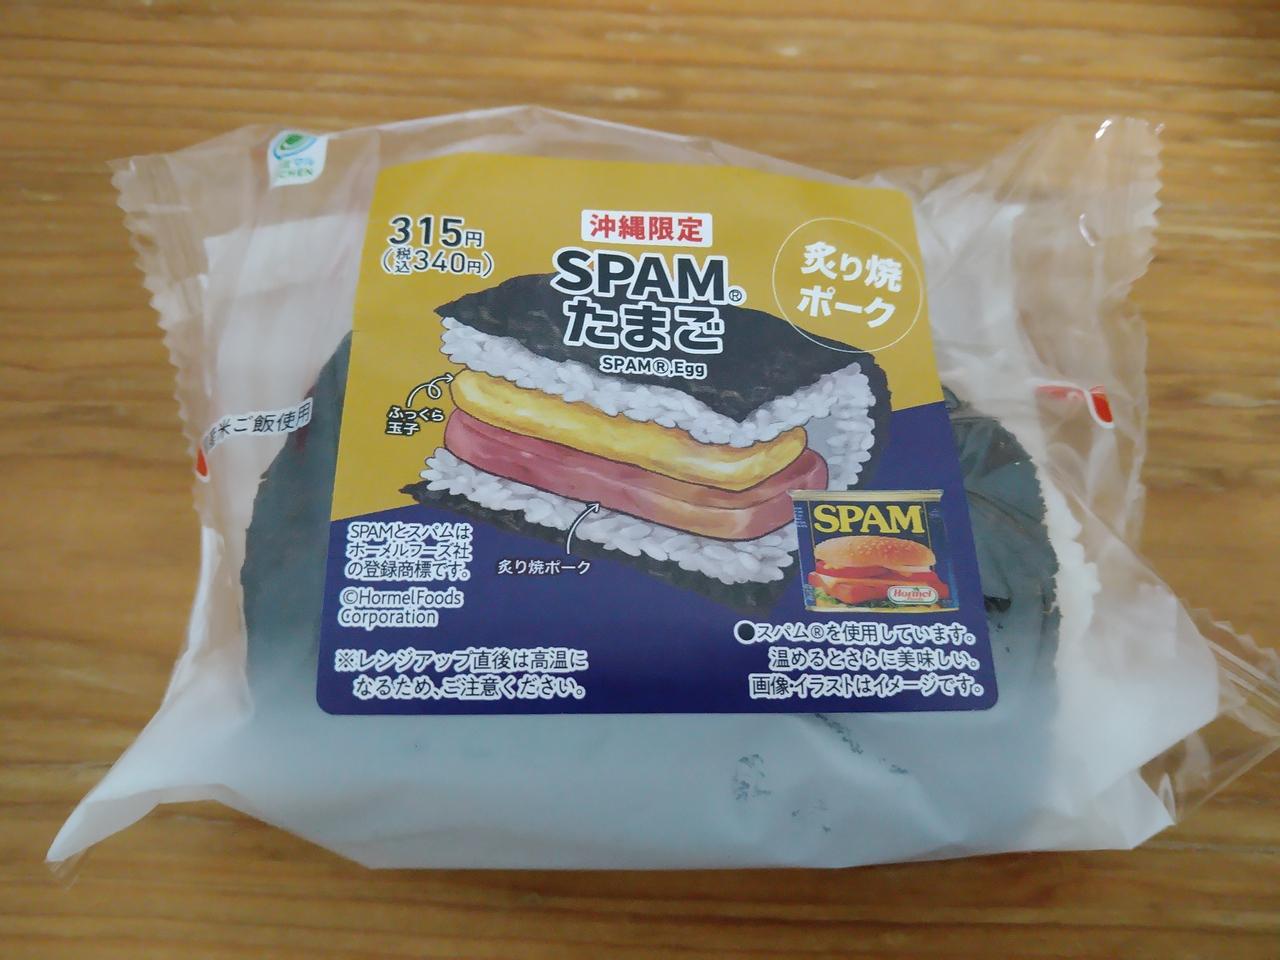 315円
(税込340円)
沖縄限定
SPAM®
たまご
SPAM®,Egg
炙り焼
ポーク
ふっくら
玉子
炙り焼ポーク
米ご飯使用
SPAMとスパムは
ホーメルフーズ社
の登録商標です。
©HormelFoods
Corporation
SPAM
Hormel
※レンジアップ直後は高温に
なるため、ご注意ください。
●スパム®を使用しています。
温めるとさらに美味しい。
画像・イラストはイメージです。